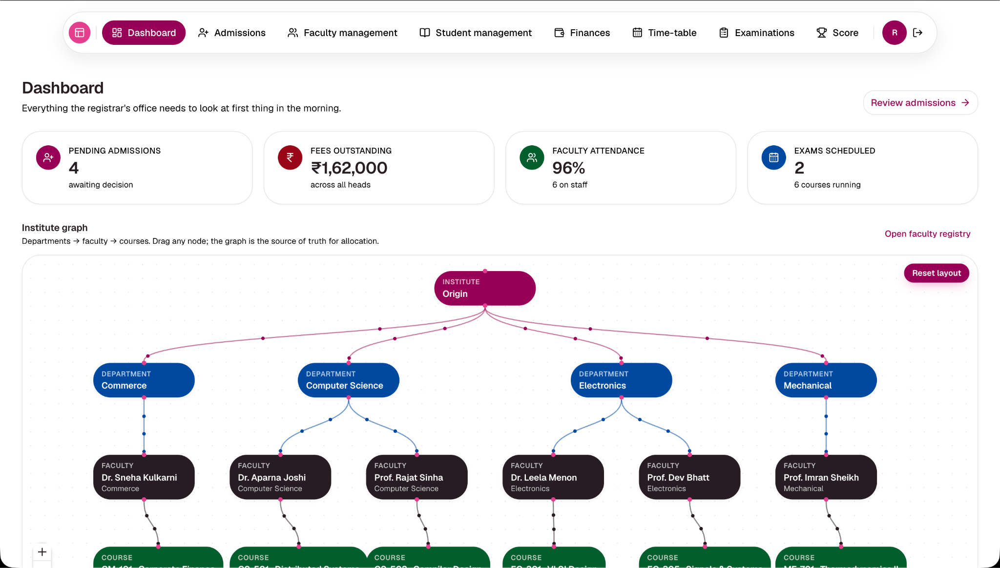 Dashboard
Admissions
Faculty management
Student management
Finances
Time-table
Examinations
Score
R
Dashboard
Everything the registrar's office needs to look at first thing in the morning.
Review admissions →
PENDING ADMISSIONS
4
awaiting decision
FEES OUTSTANDING
₹1,62,000
across all heads
FACULTY ATTENDANCE
96%
6 on staff
EXAMS SCHEDULED
2
6 courses running
Institute graph
Departments → faculty → courses. Drag any node; the graph is the source of truth for allocation.
Open faculty registry
Reset layout
INSTITUTE
Origin
DEPARTMENT
Commerce
DEPARTMENT
Computer Science
DEPARTMENT
Electronics
DEPARTMENT
Mechanical
FACULTY
Dr. Sneha Kulkarni
Commerce
FACULTY
Dr. Aparna Joshi
Computer Science
FACULTY
Prof. Rajat Sinha
Computer Science
FACULTY
Dr. Leela Menon
Electronics
FACULTY
Prof. Dev Bhatt
Electronics
FACULTY
Prof. Imran Sheikh
Mechanical
COURSE
COURSE
COURSE
COURSE
COURSE
COURSE